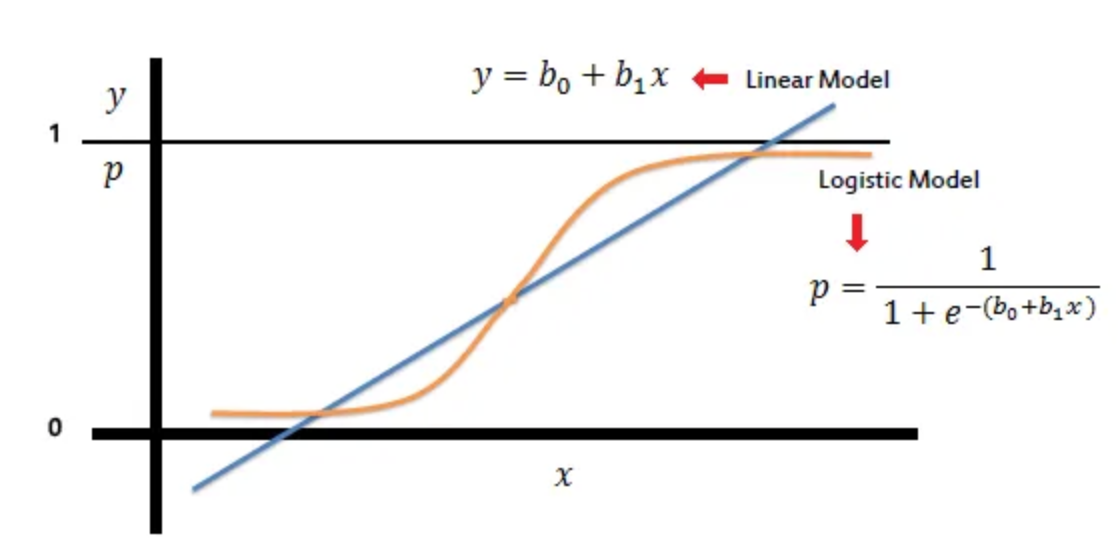 y = b₀ + b₁x
Linear Model
y
1
p
Logistic Model
p = 1 / (1 + e^−(b₀+b₁x))
0
x